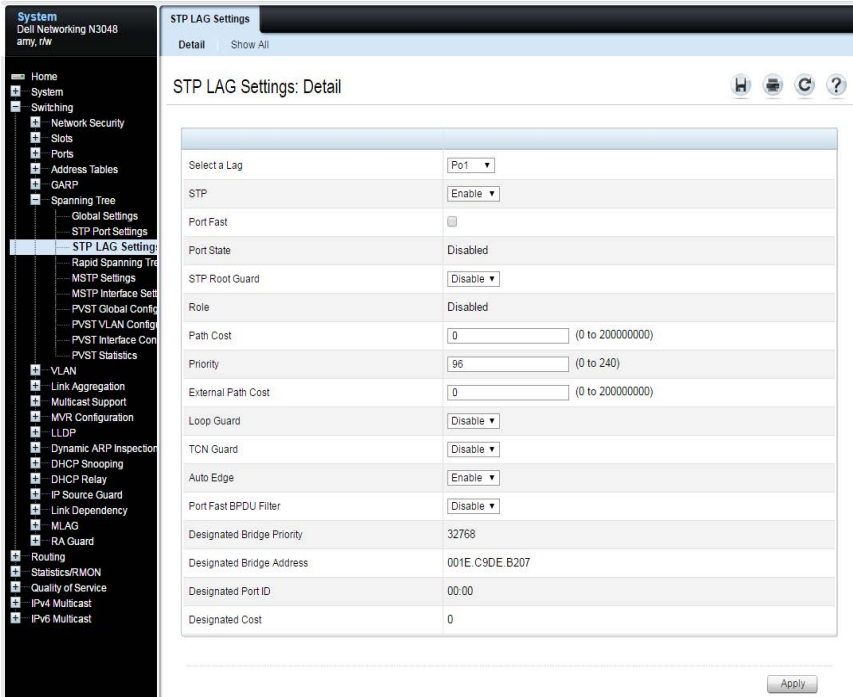 System
Dell Networking N3048
amy, r/w
STP LAG Settings
Detail Show All
Home
System
Switching
Network Security
Slots
Ports
Address Tables
GARP
Spanning Tree
Global Settings
STP Port Settings
STP LAG Settings
Rapid Spanning Tre
MSTP Settings
MSTP Interface Sett
PVST Global Config
PVST VLAN Configu
PVST Interface Con
PVST Statistics
VLAN
Link Aggregation
Multicast Support
MVR Configuration
LLDP
Dynamic ARP Inspection
DHCP Snooping
DHCP Relay
IP Source Guard
Link Dependency
MLAG
RA Guard
Routing
Statistics/RMON
Quality of Service
IPv4 Multicast
IPv6 Multicast
STP LAG Settings: Detail
?
Select a Lag Po1
STP Enable
Port Fast
Port State Disabled
STP Root Guard Disable
Role Disabled
Path Cost 0 (0 to 200000000)
Priority 96 (0 to 240)
External Path Cost 0 (0 to 200000000)
Loop Guard Disable
TCN Guard Disable
Auto Edge Enable
Port Fast BPDU Filter Disable
Designated Bridge Priority 32768
Designated Bridge Address 001E.C9DE.B207
Designated Port ID 00:00
Designated Cost 0
Apply